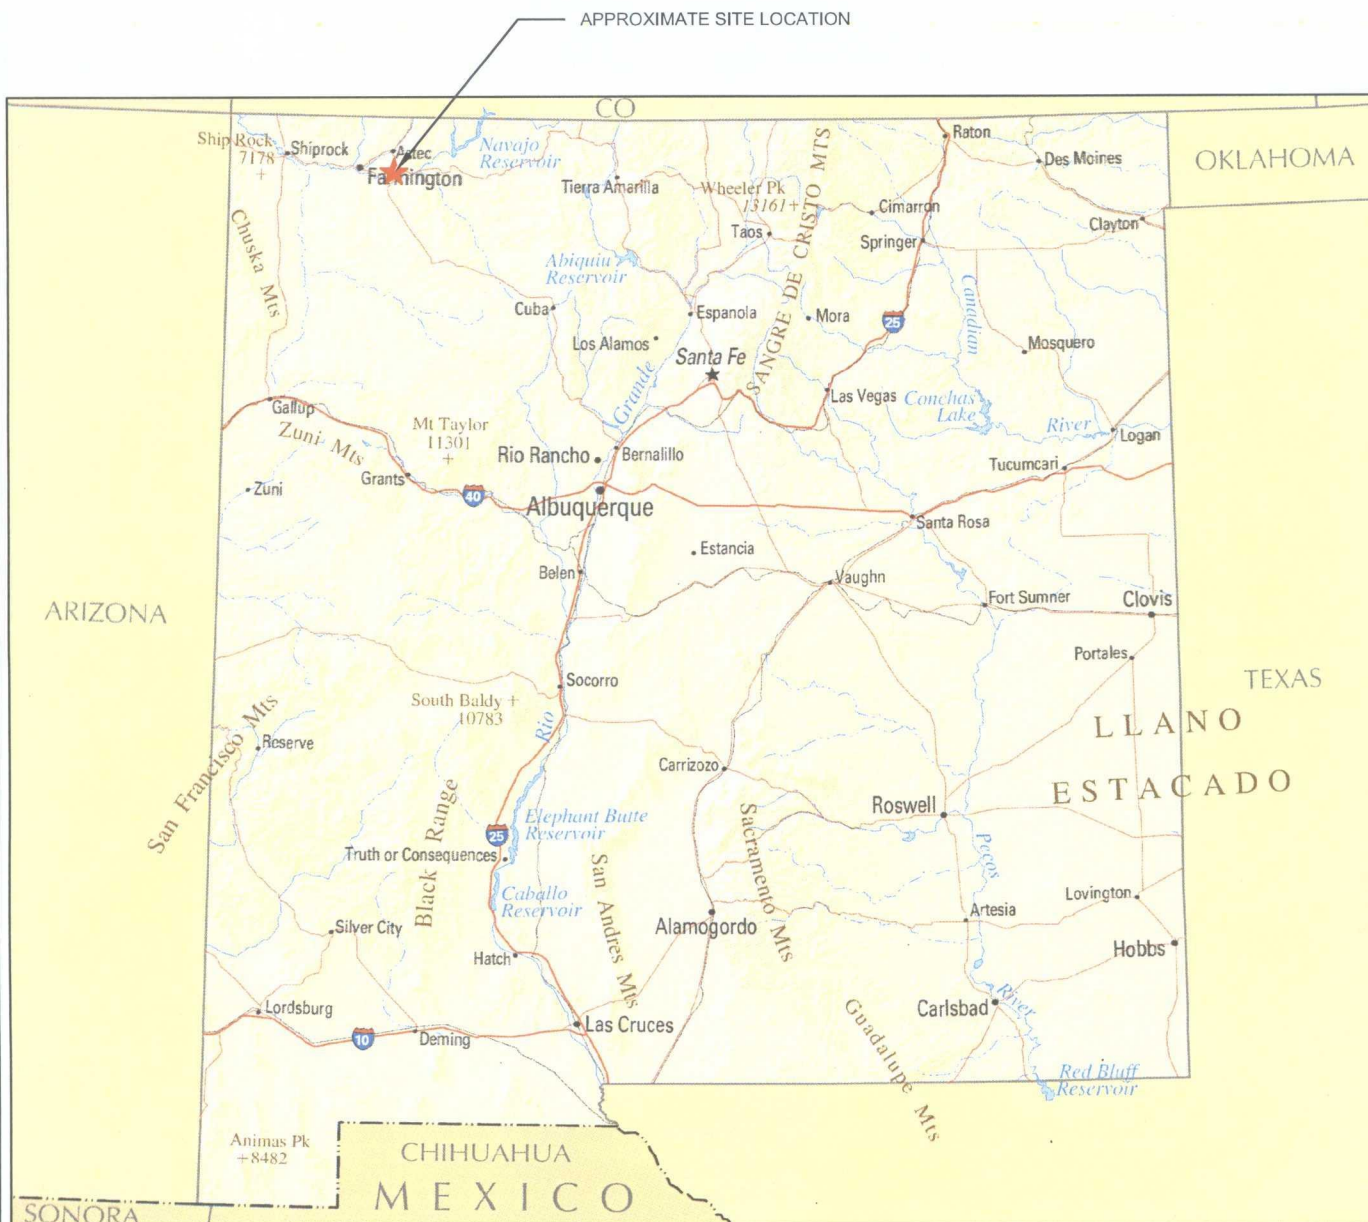 APPROXIMATE SITE LOCATION
CO
Ship Rock
7178
+
Shiprock
Aztec
Farmington
Navajo
Reservoir
Tierra Amarilla
Wheeler Pk
13161+
Raton
Des Moines
OKLAHOMA
Cimarron
Clayton
Springer
Taos
Chuska Mts
Abiquiu
Reservoir
SANGRE DE CRISTO MTS
Canadian
Cuba
Espanola
Mora
25
Los Alamos
Santa Fe
Mosquero
Grande
Las Vegas
Conchas
Lake
River
Logan
Gallup
Zuni Mts
Mt Taylor
11301
+
Rio Rancho
Bernalillo
Tucumcari
Grants
Zuni
40
Albuquerque
Santa Rosa
Estancia
Belen
Vaughn
Fort Sumner
Clovis
ARIZONA
Portales
TEXAS
Socorro
South Baldy +
10783
Rio
LLANO
ESTACADO
San Francisco Mts
Reserve
Carrizozo
Roswell
Black Range
25
Elephant Butte
Reservoir
Truth or Consequences
Sacramento Mts
Pecos
San Andres Mts
Caballo
Reservoir
Lovington
Artesia
Alamogordo
Silver City
Hatch
Hobbs
Lordsburg
10
Deming
Las Cruces
Carlsbad
River
Guadalupe Mts
Red Bluff
Reservoir
Animas Pk
+8482
CHIHUAHUA
MEXICO
SONORA